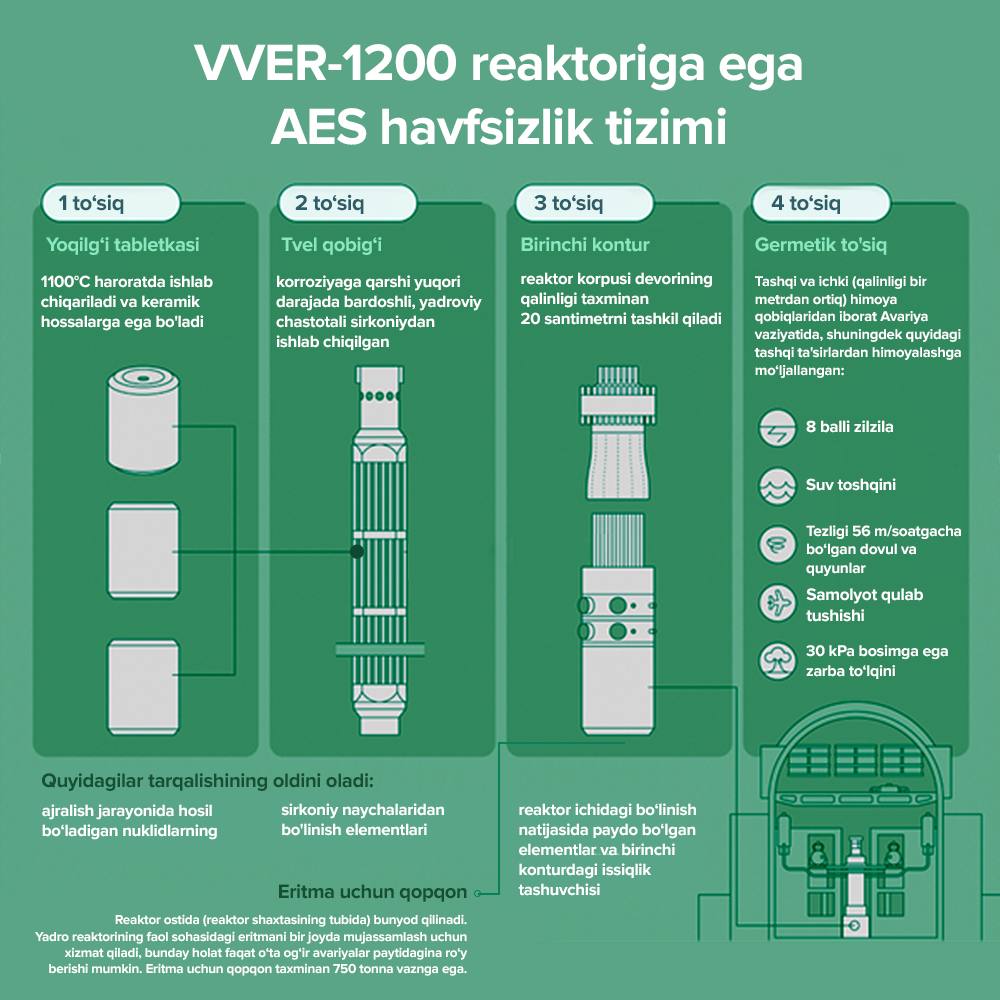 VVER-1200 reaktoriga ega
AES havfsizlik tizimi
1 to‘siq
Yoqilg‘i tabletkasi
1100°C haroratda ishlab
chiqariladi va keramik
hossalarga ega bo'ladi
2 to‘siq
Tvel qobig‘i
korroziyaga qarshi yuqori
darajada bardoshli, yadroviy
chastotali sirkoniydan
ishlab chiqilgan
3 to‘siq
Birinchi kontur
reaktor korpusi devorining
qalinligi taxminan
20 santimetrni tashkil qiladi
4 to‘siq
Germetik to'siq
Tashqi va ichki (qalinligi bir
metrdan ortiq) himoya
qobiqlaridan iborat Avariya
vaziyatida, shuningdek quyidagi
tashqi ta'sirlardan himoyalashga
mo‘ljallangan:
8 balli zilzila
Suv toshqini
Tezligi 56 m/soatgacha
bo‘lgan dovul va
quyunlar
Samolyot qulab
tushishi
30 kPa bosimga ega
zarba to‘lqini
Quyidagilar tarqalishining oldini oladi:
ajralish jarayonida hosil
bo‘ladigan nuklidlarning
sirkoniy naychalaridan
bo'linish elementlari
reaktor ichidagi bo‘linish
natijasida paydo bo‘lgan
elementlar va birinchi
konturdagi issiqlik
tashuvchisi
Eritma uchun qopqon
Reaktor ostida (reaktor shaxtasining tubida) bunyod qilinadi.
Yadro reaktorining faol sohasidagi eritmani bir joyda mujassamlash uchun
xizmat qiladi, bunday holat faqat o‘ta og‘ir avariyalar paytidagina ro‘y
berishi mumkin. Eritma uchun qopqon taxminan 750 tonna vaznga ega.